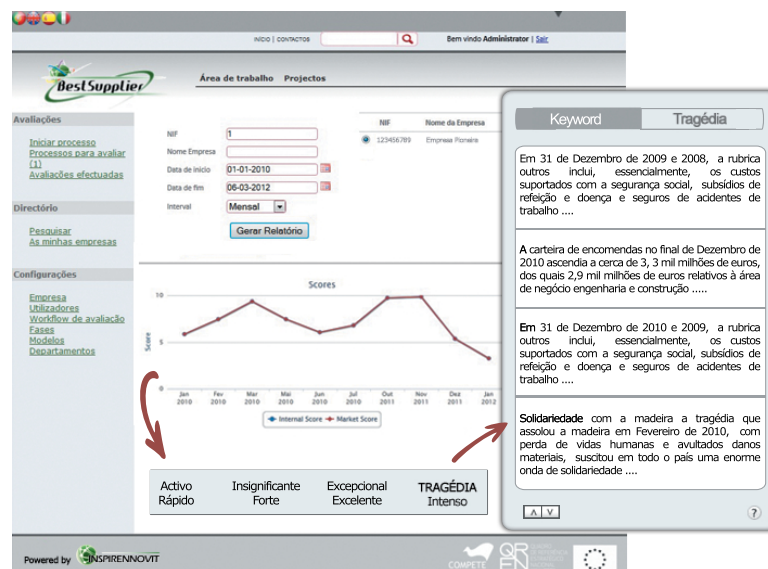 INÍCIO | CONTACTOS
Bem vindo Administrator | Sair
BestSupplier
Área de trabalho Projectos
Avaliações
Iniciar processo
Processos para avaliar
(1)
Avaliações efectuadas
Directório
Pesquisar
As minhas empresas
Configurações
Empresa
Utilizadores
Workflow de avaliação
Fases
Modelos
Departamentos
NIF 1
Nome Empresa
Data de inicio 01-01-2010
Data de fim 06-03-2012
Interval Mensal
Gerar Relatório
NIF Nome da Empresa
123456789 Empresa Pioneira
Scores
Score
10
5
0
Jan Fev Mar Mai Jun Jul Out Nov Dez Jan
2010 2010 2010 2010 2010 2010 2011 2011 2011 2012
Internal Score Market Score
Activo Insignificante Excepcional TRAGÉDIA
Rápido Forte Excelente Intenso
Keyword Tragédia
Em 31 de Dezembro de 2009 e 2008, a rubrica
outros inclui, essencialmente, os custos
suportados com a segurança social, subsídios de
refeição e doença e seguros de acidentes de
trabalho ....
A carteira de encomendas no final de Dezembro de
2010 ascendia a cerca de 3, 3 mil milhões de euros,
dos quais 2,9 mil milhões de euros relativos à área
de negócio engenharia e construção .....
Em 31 de Dezembro de 2010 e 2009, a rubrica
outros inclui, essencialmente, os custos
suportados com a segurança social, subsídios de
refeição e doença e seguros de acidentes de
trabalho ....
Solidariedade com a madeira a tragédia que
assolou a madeira em Fevereiro de 2010, com
perda de vidas humanas e avultados danos
materiais, suscitou em todo o país uma enorme
onda de solidariedade ....
?
Powered by INSPIRENNOVIT
COMPETE
QREN